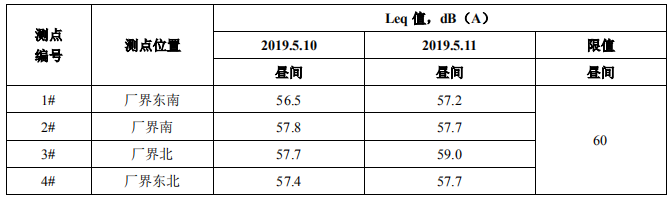 测点编号 测点位置 Leq 值，dB（A）
2019.5.10 2019.5.11 限值
昼间 昼间 昼间
1# 厂界东南 56.5 57.2 60
2# 厂界南 57.8 57.7
3# 厂界北 57.7 59.0
4# 厂界东北 57.4 57.7